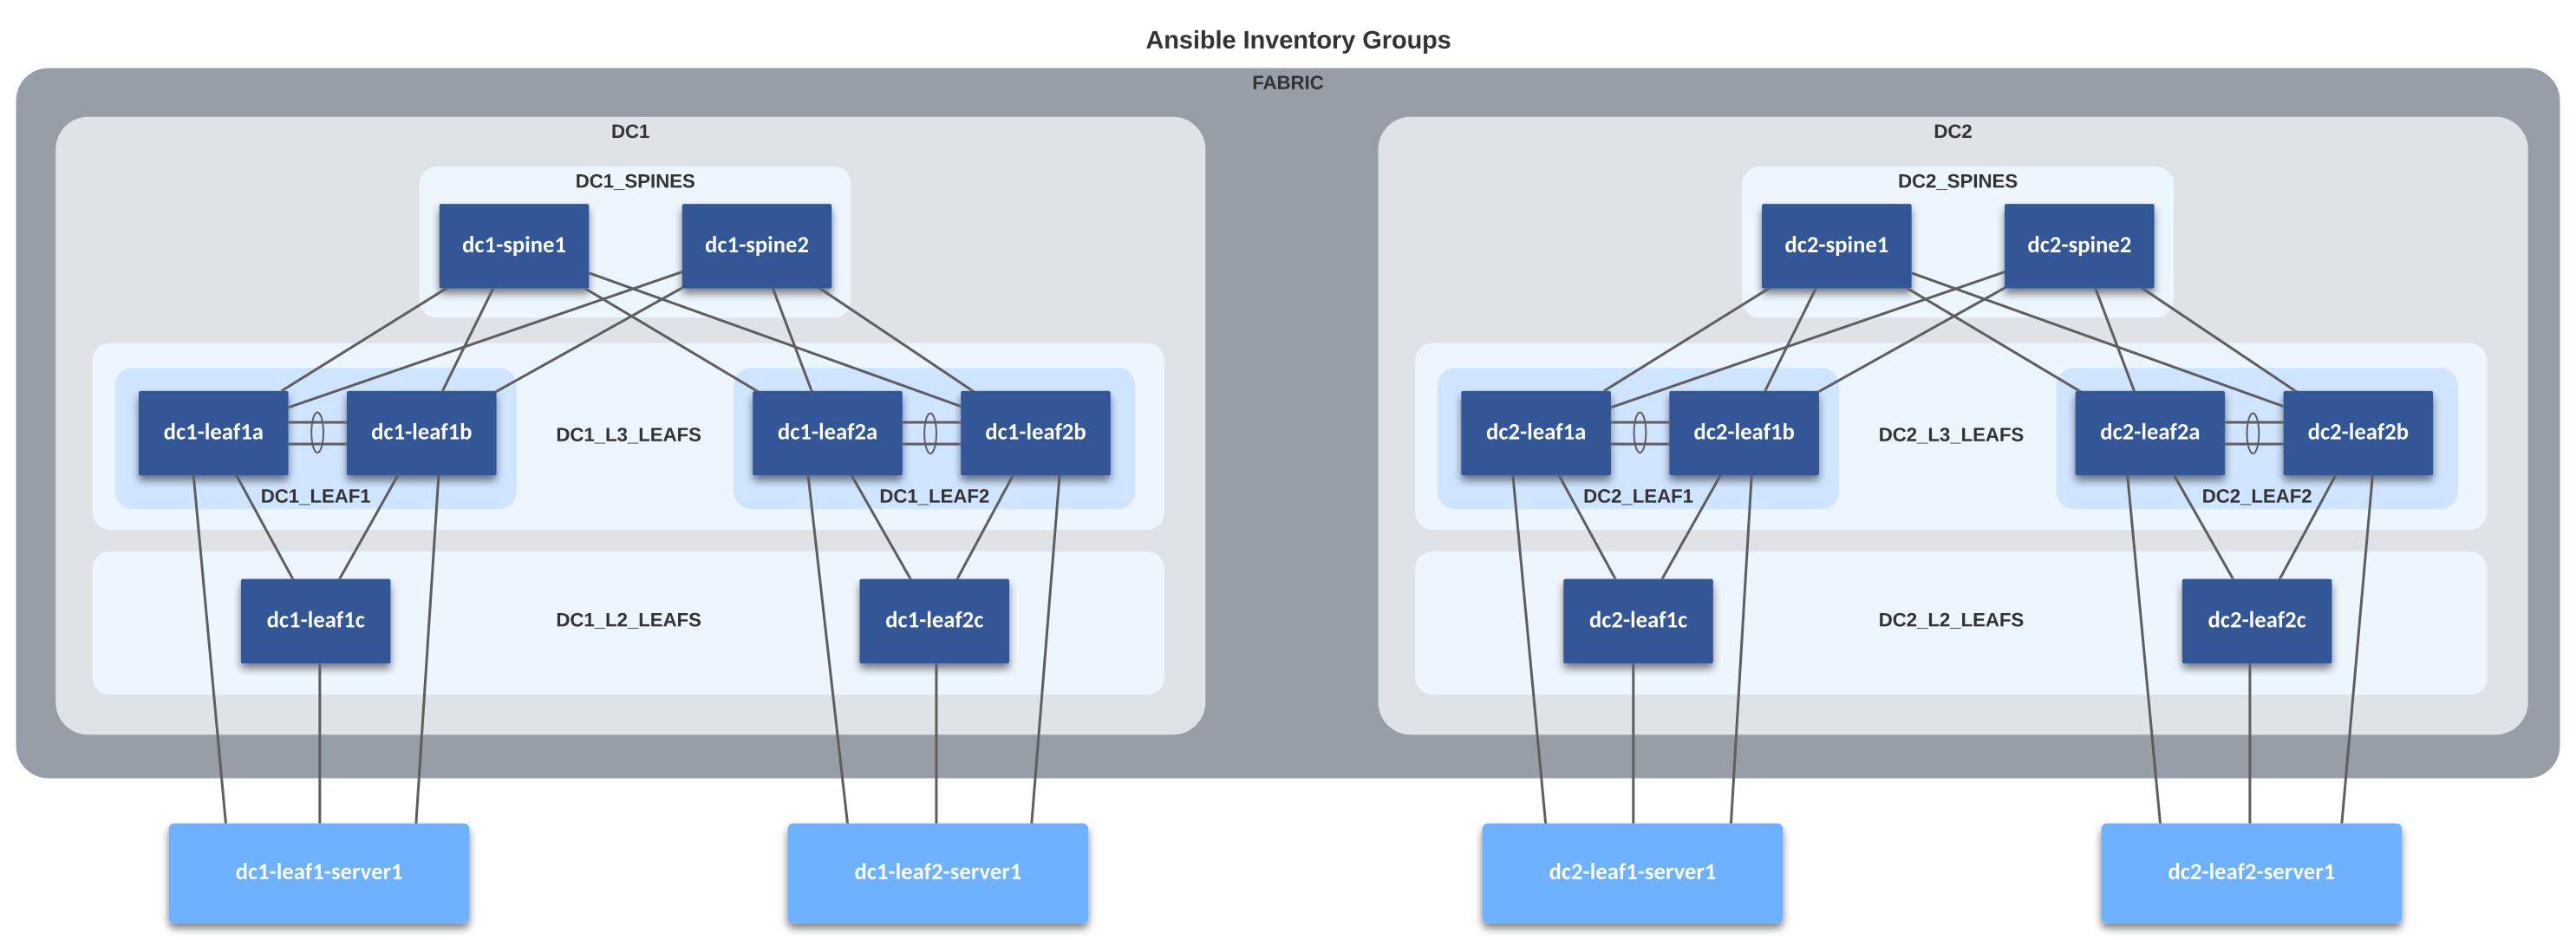 Ansible Inventory Groups
FABRIC
DC1
DC2
DC1_SPINES
DC2_SPINES
dc1-spine1
dc1-spine2
dc2-spine1
dc2-spine2
dc1-leaf1a
dc1-leaf1b
DC1_L3_LEAFS
dc1-leaf2a
dc1-leaf2b
dc2-leaf1a
dc2-leaf1b
DC2_L3_LEAFS
dc2-leaf2a
dc2-leaf2b
DC1_LEAF1
DC1_LEAF2
DC2_LEAF1
DC2_LEAF2
dc1-leaf1c
DC1_L2_LEAFS
dc1-leaf2c
dc2-leaf1c
DC2_L2_LEAFS
dc2-leaf2c
dc1-leaf1-server1
dc1-leaf2-server1
dc2-leaf1-server1
dc2-leaf2-server1